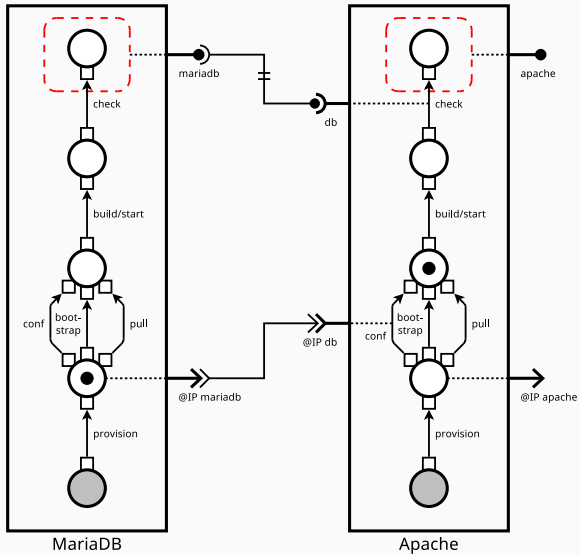 mariadb
check
build/start
conf
boot-
strap
pull
@IP mariadb
provision
MariaDB
db
@IP db
apache
check
build/start
conf
boot-
strap
pull
@IP apache
provision
Apache